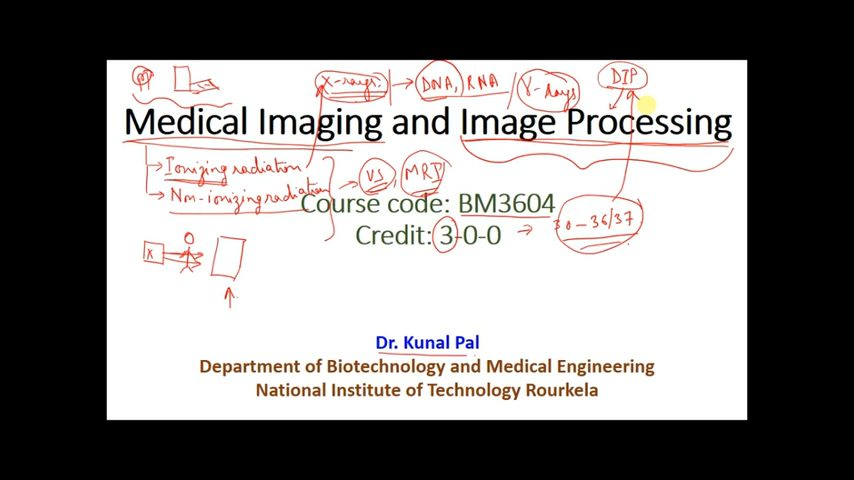 X-rays. → DNA, RNA / γ-rays DIP
Medical Imaging and Image Processing
→ Ionizing radiation
→ Non-ionizing radiation → US, MRI
Course code: BM3604
Credit: 3-0-0 → 30-36/37
X
Dr. Kunal Pal
Department of Biotechnology and Medical Engineering
National Institute of Technology Rourkela